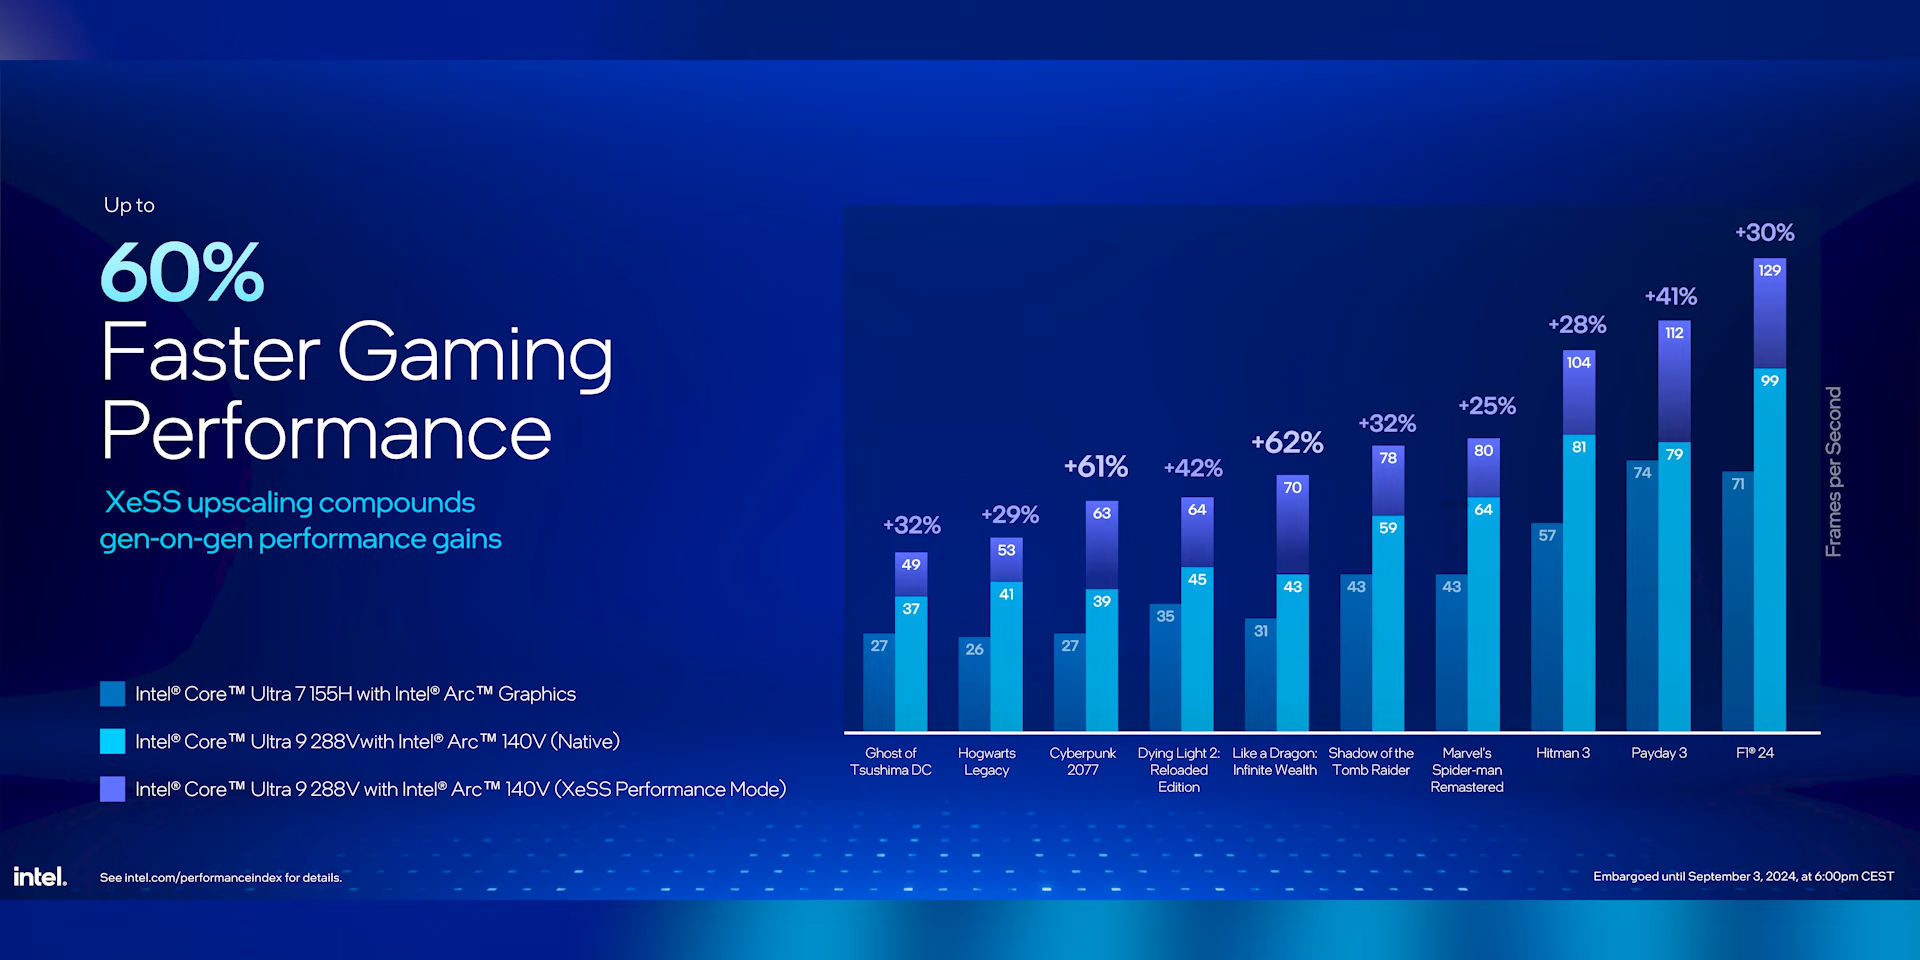 Up to
60%
Faster Gaming
Performance
XeSS upscaling compounds
gen-on-gen performance gains
Intel® Core™ Ultra 7 155H with Intel® Arc™ Graphics
Intel® Core™ Ultra 9 288Vwith Intel® Arc™ 140V (Native)
Intel® Core™ Ultra 9 288V with Intel® Arc™ 140V (XeSS Performance Mode)
+32%
49
37
27
+29%
53
41
26
+61%
63
39
27
+42%
64
45
35
+62%
70
43
31
+32%
78
59
43
+25%
80
64
43
+28%
104
81
57
+41%
112
79
74
+30%
129
99
71
Frames per Second
Ghost of
Tsushima DC
Hogwarts
Legacy
Cyberpunk
2077
Dying Light 2:
Reloaded
Edition
Like a Dragon:
Infinite Wealth
Shadow of the
Tomb Raider
Marvel's
Spider-man
Remastered
Hitman 3
Payday 3
F1® 24
intel.
See intel.com/performanceindex for details.
Embargoed until September 3, 2024, at 6:00pm CEST